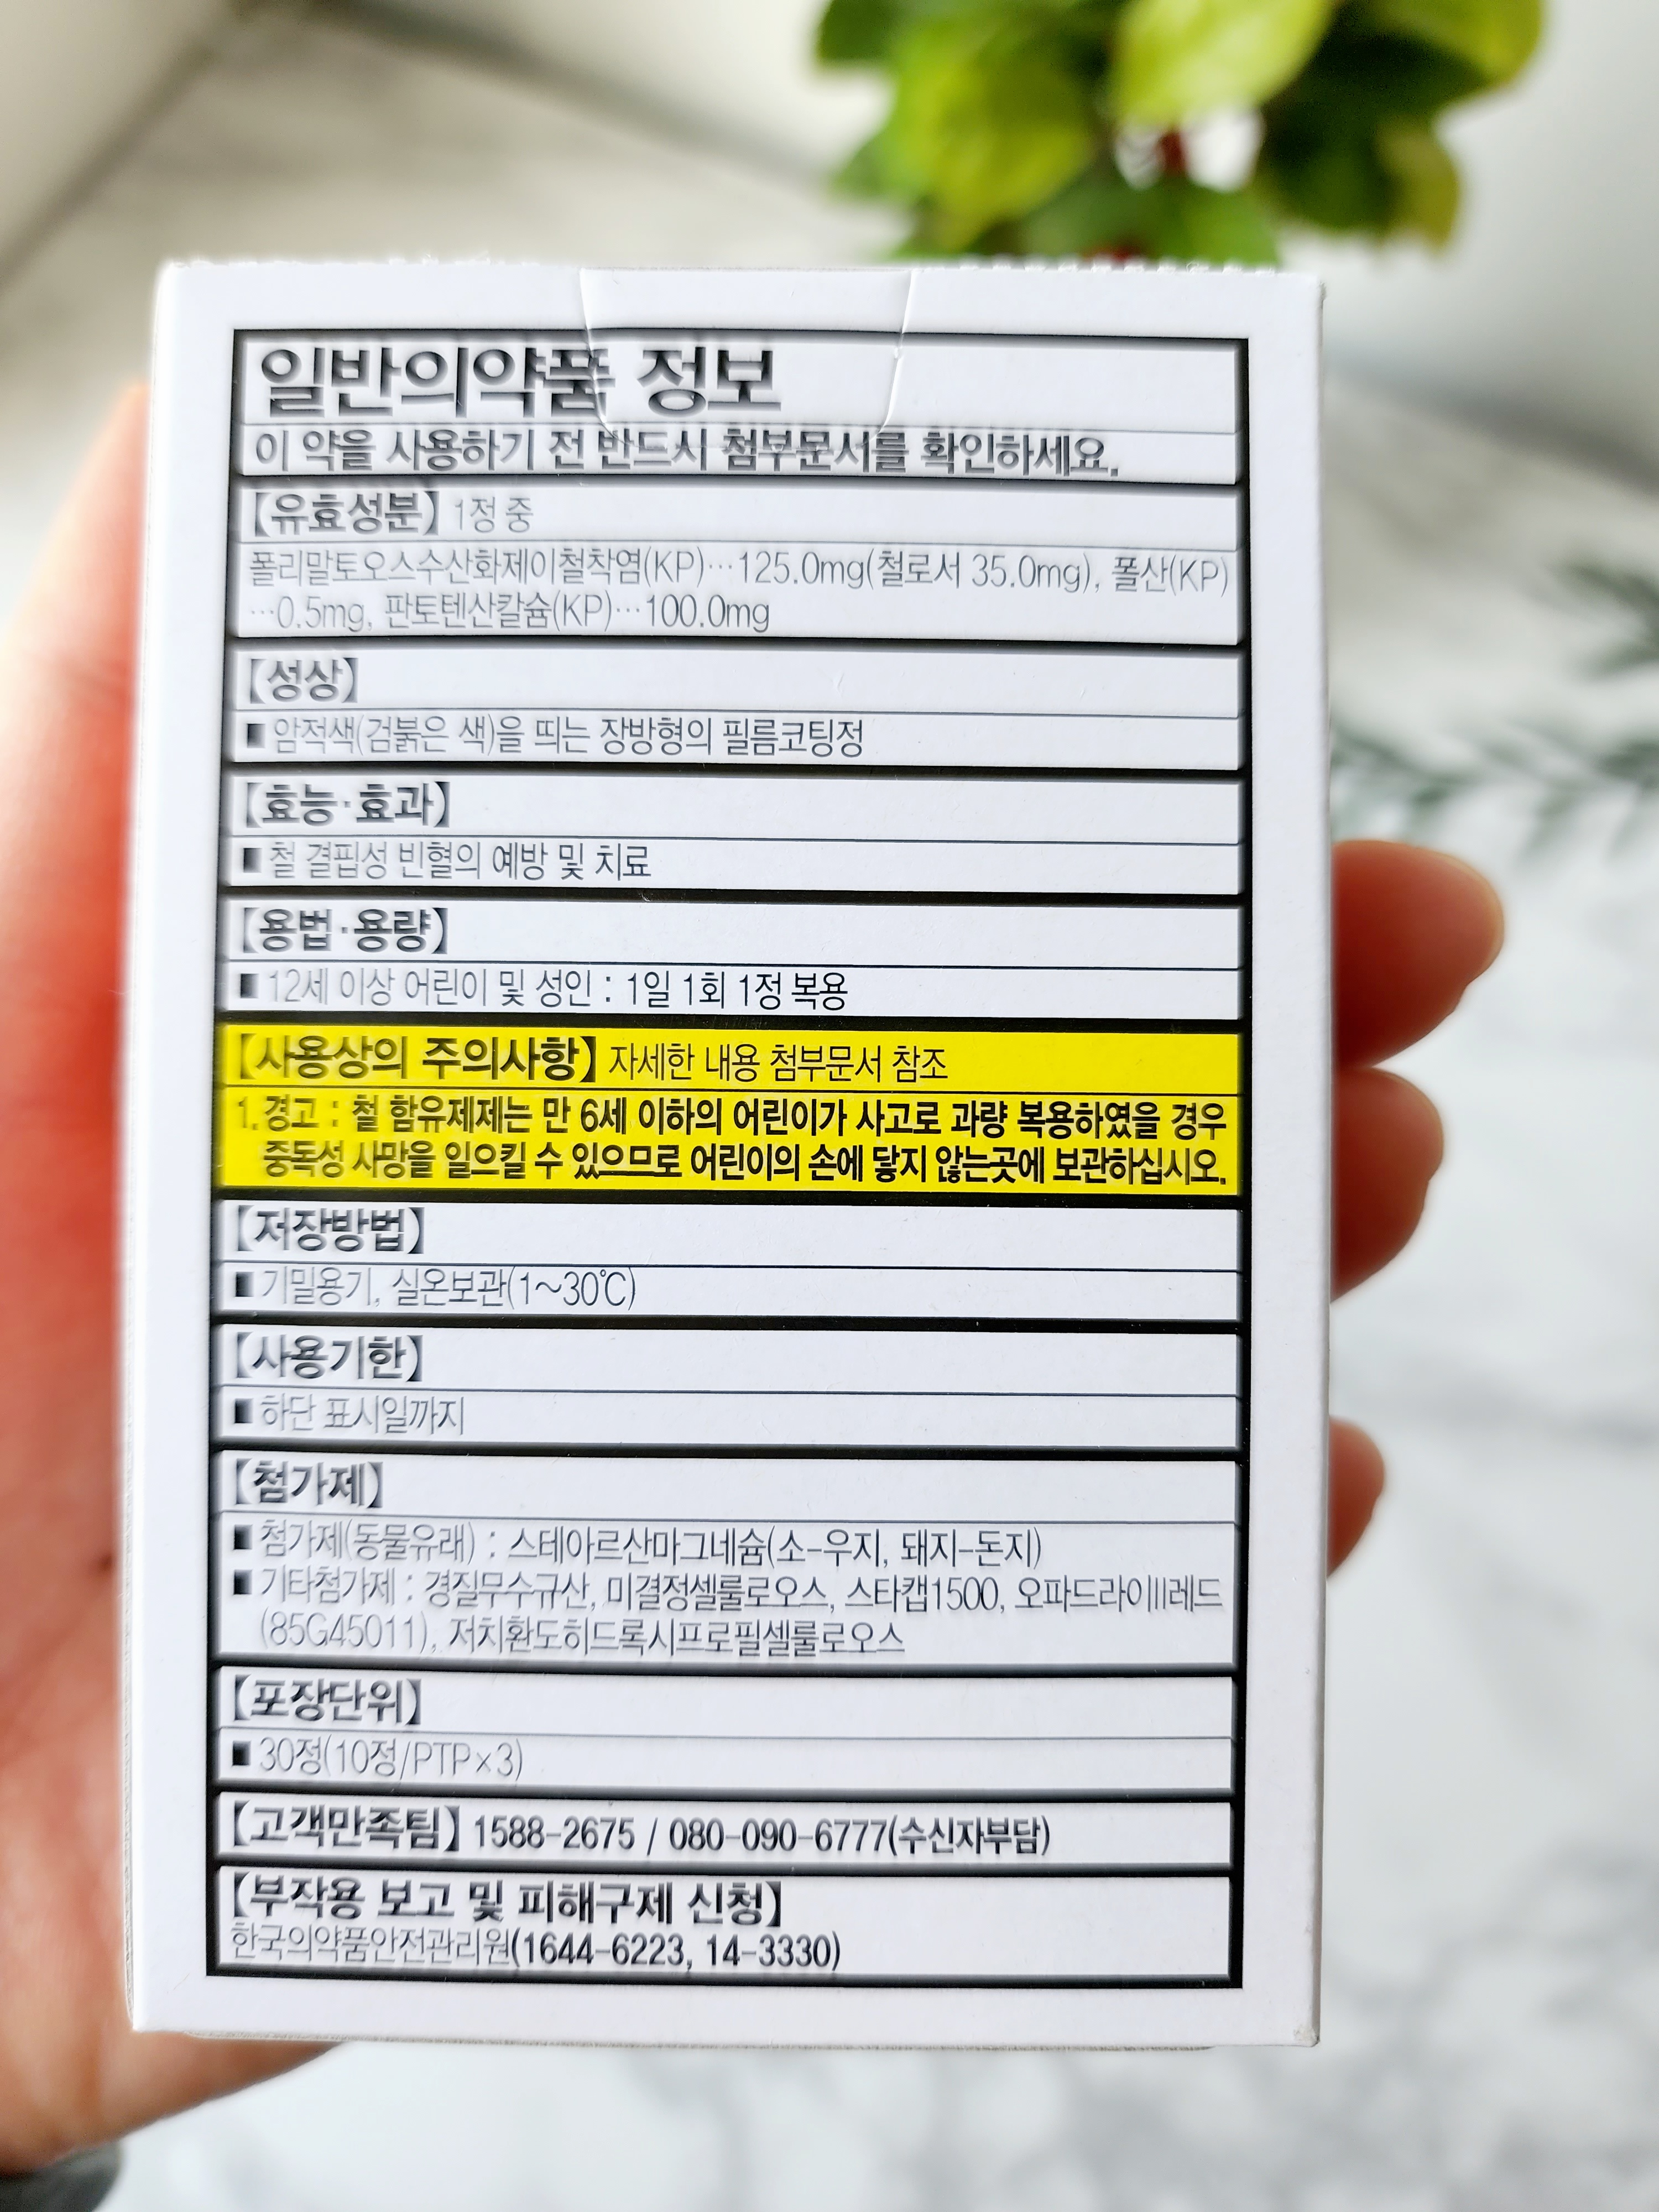 일반의약품 정보
이 약을 사용하기 전 반드시 첨부문서를 확인하세요.
【유효성분】 1정 중
폴리말토오스수산화제이철착염(KP)…125.0mg(철로서 35.0mg), 폴산(KP)
…0.5mg, 판토텐산칼슘(KP)…100.0mg
【성상】
■ 암적색(검붉은 색)을 띄는 장방형의 필름코팅정
【효능·효과】
■ 철 결핍성 빈혈의 예방 및 치료
【용법·용량】
■ 12세 이상 어린이 및 성인 : 1일 1회 1정 복용
【사용상의 주의사항】 자세한 내용 첨부문서 참조
1. 경고 : 철 함유제제는 만 6세 이하의 어린이가 사고로 과량 복용하였을 경우
중독성 사망을 일으킬 수 있으므로 어린이의 손에 닿지 않는곳에 보관하십시오.
【저장방법】
■ 기밀용기, 실온보관(1~30℃)
【사용기한】
■ 하단 표시일까지
【첨가제】
■ 첨가제(동물유래) : 스테아르산마그네슘(소-우지, 돼지-돈지)
■ 기타첨가제 : 경질무수규산, 미결정셀룰로오스, 스타캡1500, 오파드라이II레드
(85G45011), 저치환도히드록시프로필셀룰로오스
【포장단위】
■ 30정(10정/PTP×3)
【고객만족팀】 1588-2675 / 080-090-6777(수신자부담)
【부작용 보고 및 피해구제 신청】
한국의약품안전관리원(1644-6223, 14-3330)